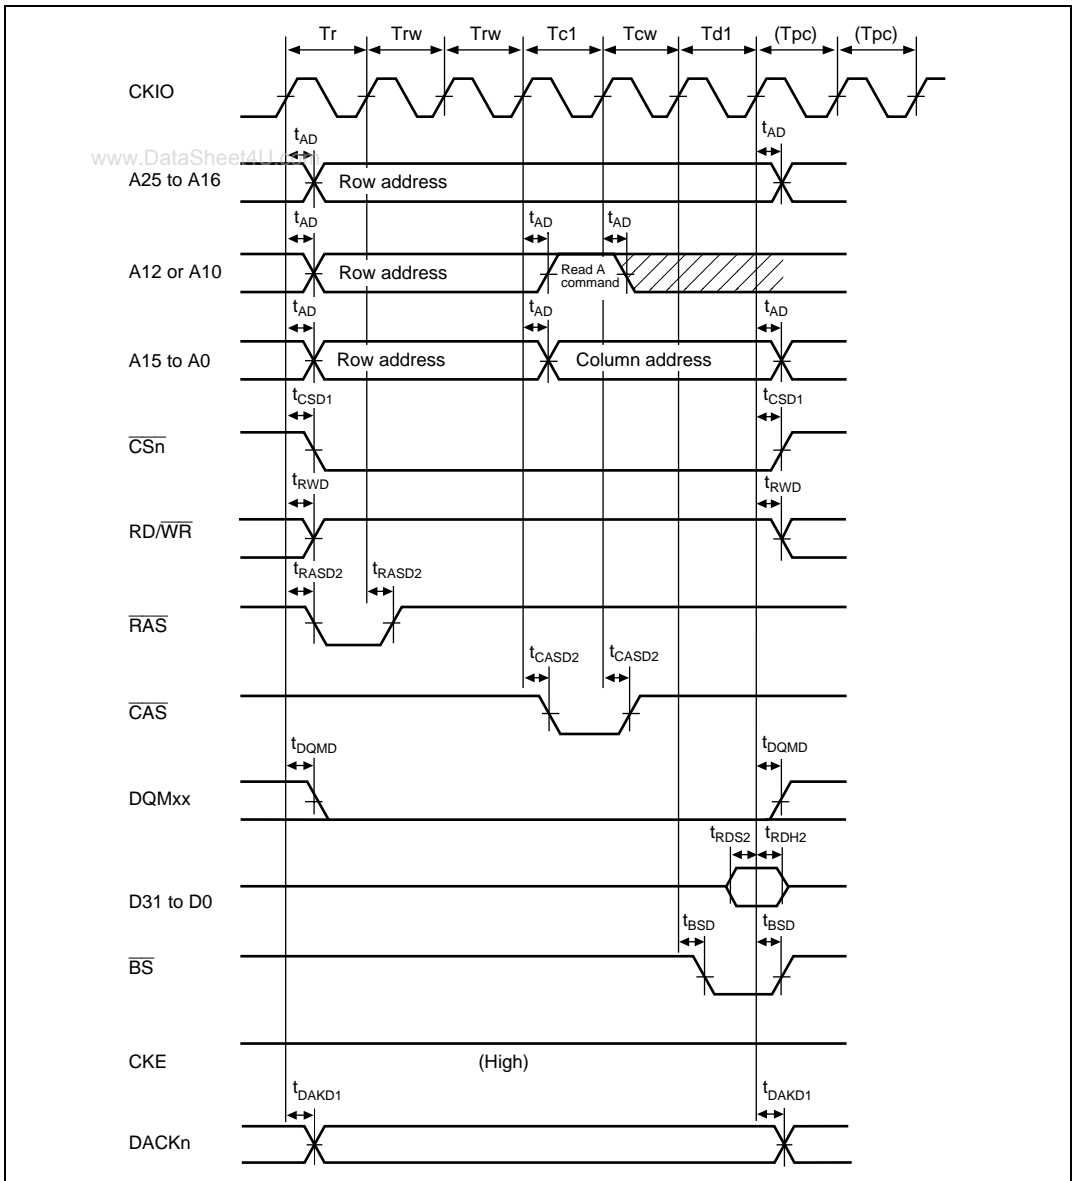 Tr Trw Trw Tc1 Tcw Td1 (Tpc) (Tpc)
CKIO
tAD tAD
www.DataSheet4U.com
A25 to A16 Row address
tAD tAD tAD
A12 or A10 Row address Read A command
tAD tAD tAD
A15 to A0 Row address Column address
tCSD1 tCSD1
CSn
tRWD tRWD
RD/WR
tRASD2 tRASD2
RAS
tCASD2 tCASD2
CAS
tDQMD tDQMD
DQMxx
tRDS2 tRDH2
D31 to D0
tBSD tBSD
BS
CKE (High)
tDAKD1 tDAKD1
DACKn